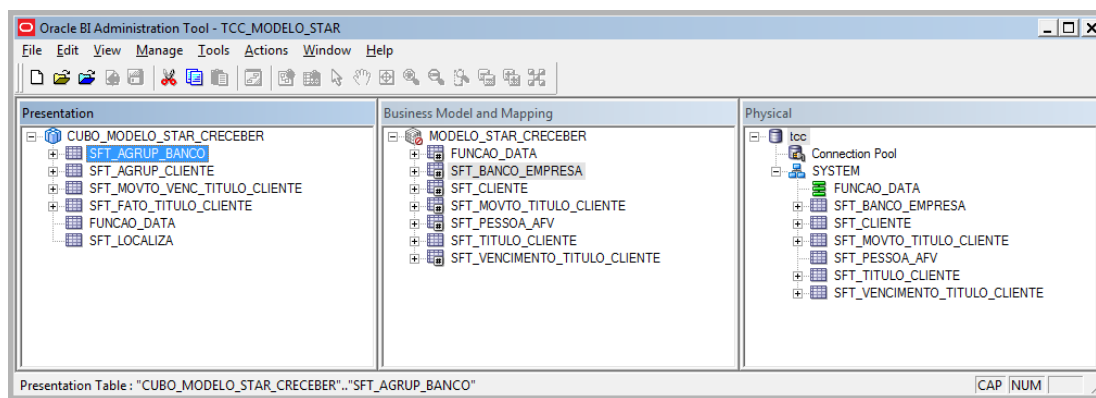 Oracle BI Administration Tool - TCC_MODELO_STAR
File Edit View Manage Tools Actions Window Help
Presentation
CUBO_MODELO_STAR_CRECEBER
SFT_AGRUP_BANCO
SFT_AGRUP_CLIENTE
SFT_MOVTO_VENC_TITULO_CLIENTE
SFT_FATO_TITULO_CLIENTE
FUNCAO_DATA
SFT_LOCALIZA
Business Model and Mapping
MODELO_STAR_CRECEBER
FUNCAO_DATA
SFT_BANCO_EMPRESA
SFT_CLIENTE
SFT_MOVTO_TITULO_CLIENTE
SFT_PESSOA_AFV
SFT_TITULO_CLIENTE
SFT_VENCIMENTO_TITULO_CLIENTE
Physical
tcc
Connection Pool
SYSTEM
FUNCAO_DATA
SFT_BANCO_EMPRESA
SFT_CLIENTE
SFT_MOVTO_TITULO_CLIENTE
SFT_PESSOA_AFV
SFT_TITULO_CLIENTE
SFT_VENCIMENTO_TITULO_CLIENTE
Presentation Table : "CUBO_MODELO_STAR_CRECEBER".."SFT_AGRUP_BANCO"
CAP NUM